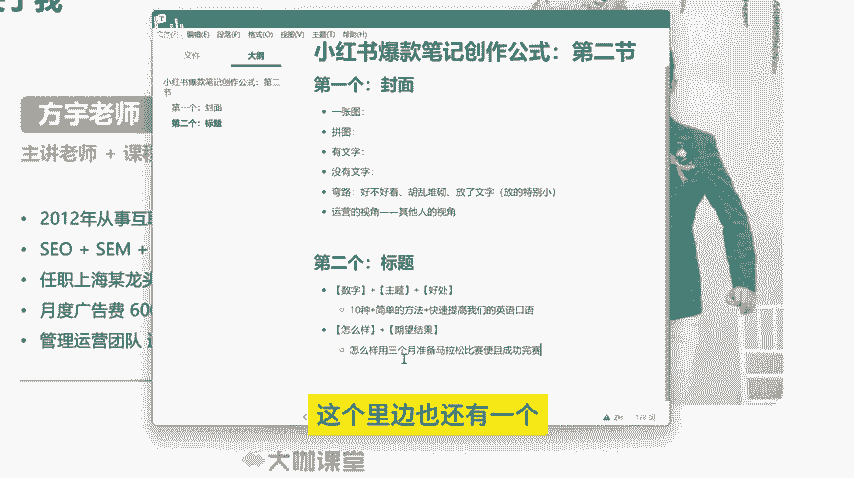 方宇老师
主讲老师 + 课
2012年从事互
SEO + SEM +
任职上海某龙头
月度广告费 60
管理运营团队
编辑(E) 段落(P) 格式(O) 视图(V) 主题(T) 帮助(H)
文件 大纲
小红书爆款笔记创作公式：第二节
第一个：封面
第二个：标题
小红书爆款笔记创作公式：第二节
第一个：封面
一张图：
拼图：
有文字：
没有文字：
弯路：好不好看、胡乱堆砌、放了文字（放的特别小）
运营的视角——其他人的视角
第二个：标题
【数字】+【主题】+【好处】
10种+简单的方法+快速提高我们的英语口语
【怎么样】+【期望结果】
怎么样用三个月准备马拉松比赛便且成功完赛
这个里边也还有一个
大咖课堂